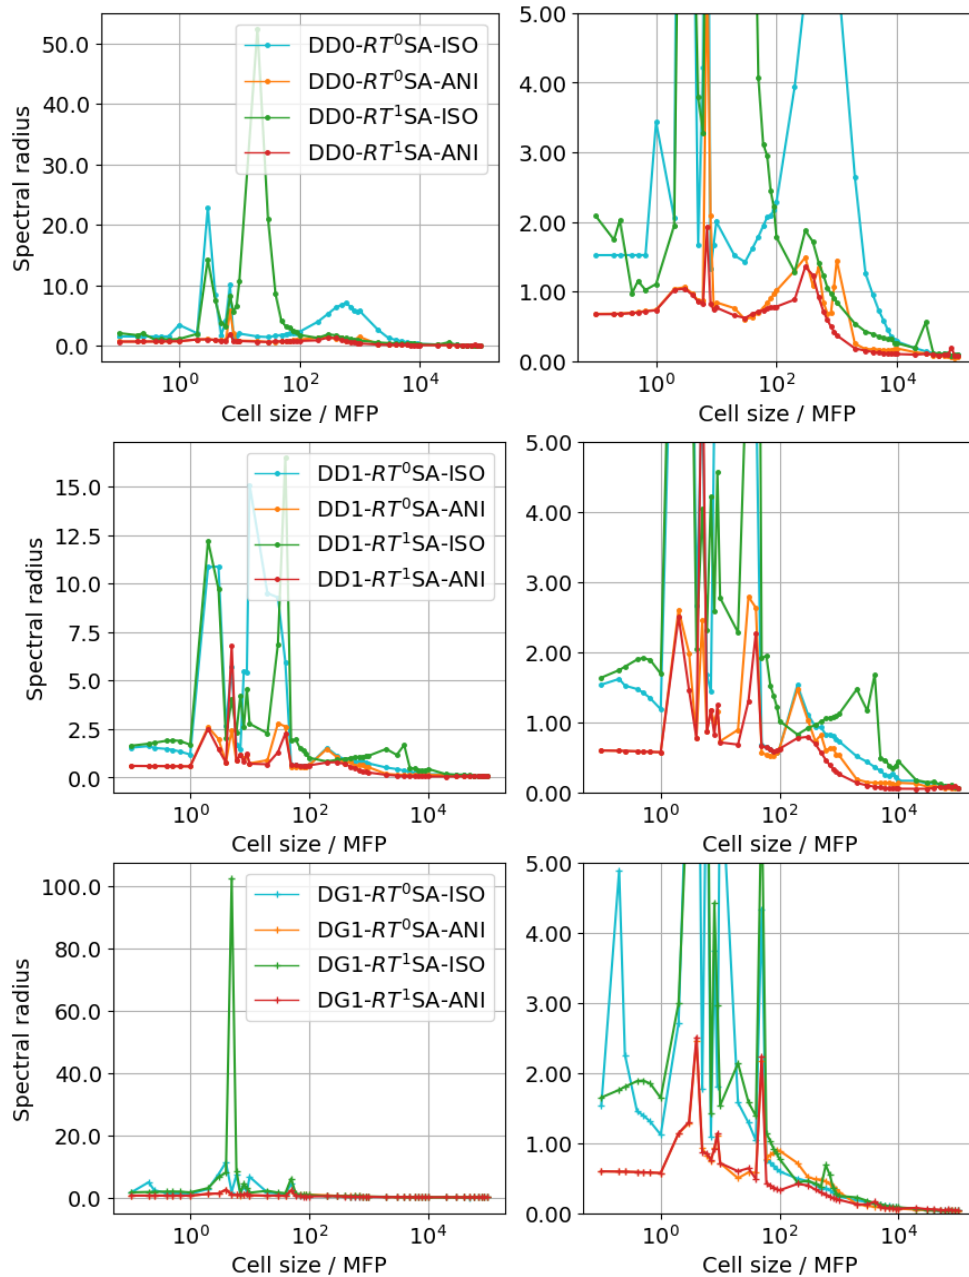 Spectral radius
50.0
40.0
30.0
20.0
10.0
0.0
DD0-RT⁰SA-ISO
DD0-RT⁰SA-ANI
DD0-RT¹SA-ISO
DD0-RT¹SA-ANI
10⁰ 10² 10⁴
Cell size / MFP
5.00
4.00
3.00
2.00
1.00
0.00
10⁰ 10² 10⁴
Cell size / MFP
Spectral radius
15.0
12.5
10.0
7.5
5.0
2.5
0.0
DD1-RT⁰SA-ISO
DD1-RT⁰SA-ANI
DD1-RT¹SA-ISO
DD1-RT¹SA-ANI
10⁰ 10² 10⁴
Cell size / MFP
5.00
4.00
3.00
2.00
1.00
0.00
10⁰ 10² 10⁴
Cell size / MFP
Spectral radius
100.0
80.0
60.0
40.0
20.0
0.0
DG1-RT⁰SA-ISO
DG1-RT⁰SA-ANI
DG1-RT¹SA-ISO
DG1-RT¹SA-ANI
10⁰ 10² 10⁴
Cell size / MFP
5.00
4.00
3.00
2.00
1.00
0.00
10⁰ 10² 10⁴
Cell size / MFP